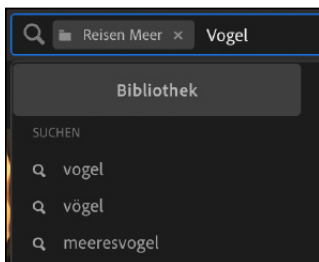 Reisen Meer × Vogel
Bibliothek
SUCHEN
vogel
vögel
meeresvogel